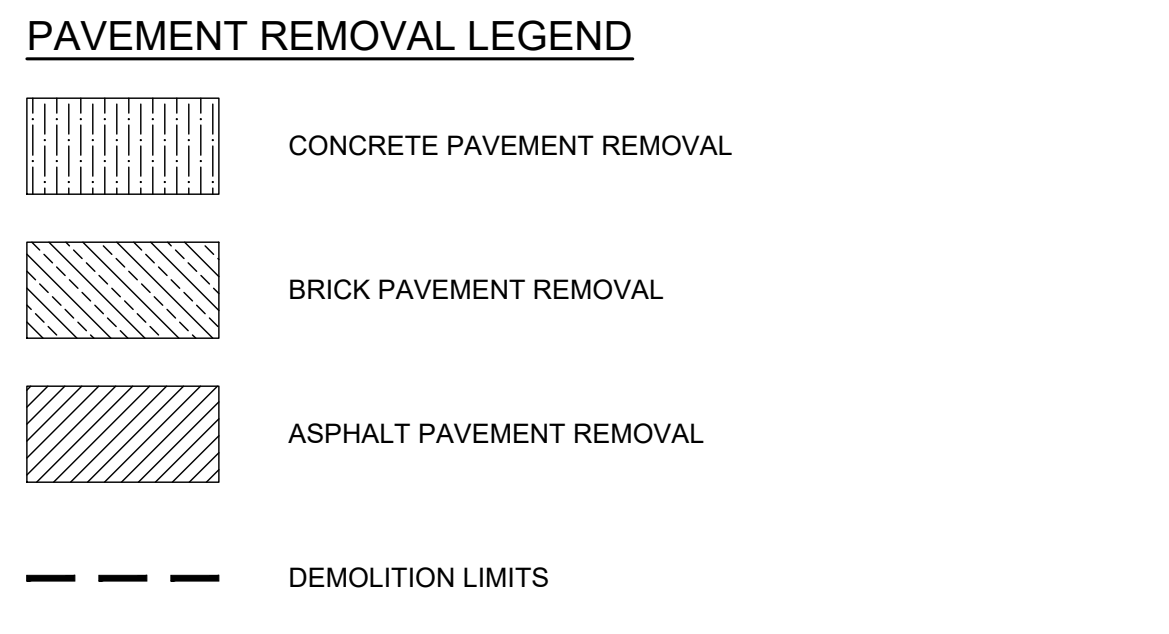 PAVEMENT REMOVAL LEGEND
CONCRETE PAVEMENT REMOVAL
BRICK PAVEMENT REMOVAL
ASPHALT PAVEMENT REMOVAL
DEMOLITION LIMITS